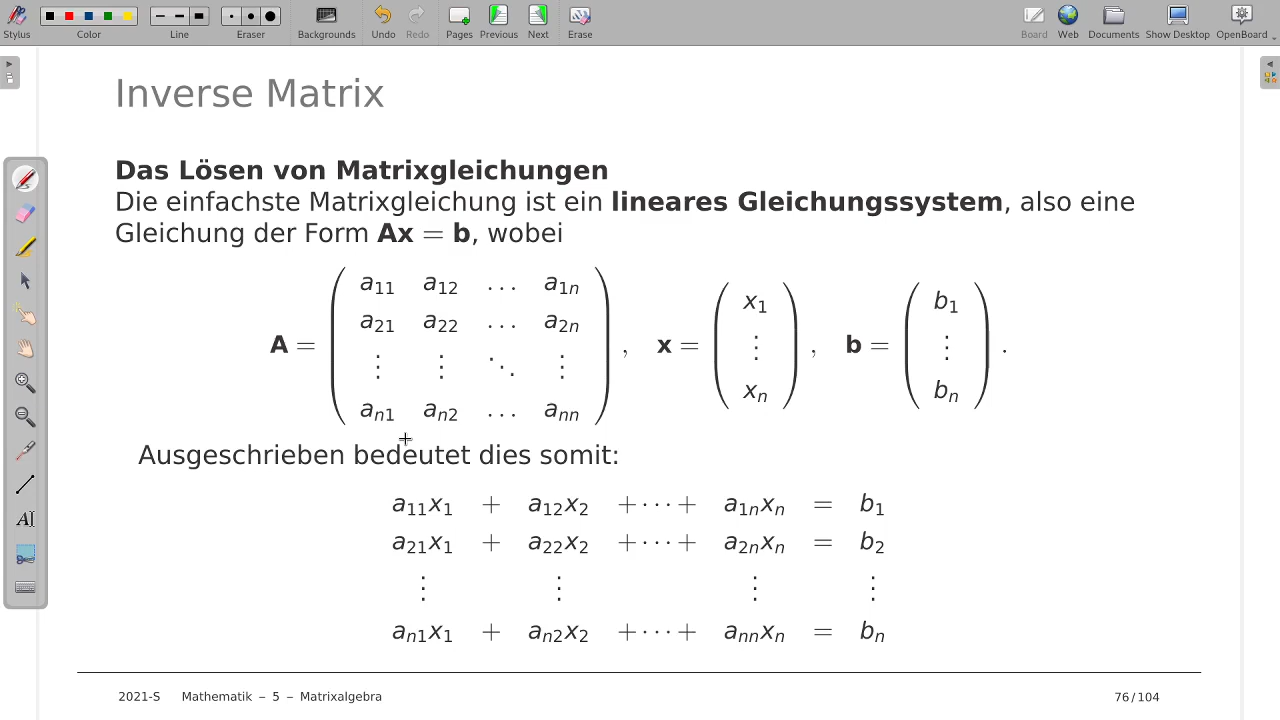 Stylus Color Line Eraser Backgrounds Undo Redo Pages Previous Next Erase Board Web Documents Show Desktop OpenBoard
Inverse Matrix
Das Lösen von Matrixgleichungen
Die einfachste Matrixgleichung ist ein lineares Gleichungssystem, also eine
Gleichung der Form Ax = b, wobei
A = ( a₁₁ a₁₂ … a₁ₙ
a₂₁ a₂₂ … a₂ₙ
⋮ ⋮ ⋱ ⋮
aₙ₁ aₙ₂ … aₙₙ ) , x = ( x₁
⋮
xₙ ) , b = ( b₁
⋮
bₙ ) .
Ausgeschrieben bedeutet dies somit:
a₁₁x₁ + a₁₂x₂ + ⋯ + a₁ₙxₙ = b₁
a₂₁x₁ + a₂₂x₂ + ⋯ + a₂ₙxₙ = b₂
⋮ ⋮ ⋮ ⋮
aₙ₁x₁ + aₙ₂x₂ + ⋯ + aₙₙxₙ = bₙ
2021-S Mathematik – 5 – Matrixalgebra 76/104